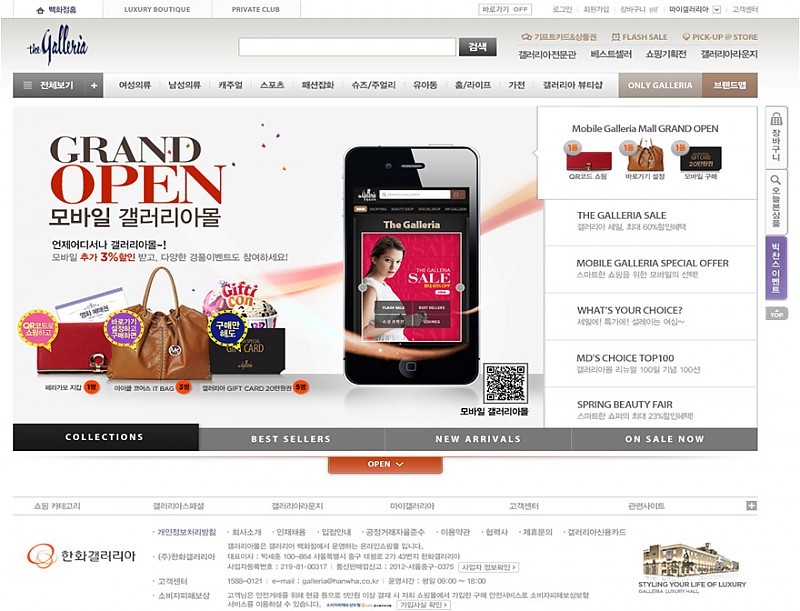 백화점홈
LUXURY BOUTIQUE
PRIVATE CLUB
바로가기 OFF
로그인
회원가입
장바구니
마이갤러리아
고객센터
the Galleria
검색
기프트카드&상품권
FLASH SALE
PICK-UP @ STORE
갤러리아전문관
베스트셀러
쇼핑기획전
갤러리아라운지
전체보기 +
여성의류
남성의류
캐주얼
스포츠
패션잡화
슈즈/주얼리
유아동
홈/라이프
가전
갤러리아 뷰티샵
ONLY GALLERIA
브랜드맵
GRAND
OPEN
모바일 갤러리아몰
언제어디서나 갤러리아몰~!
모바일 추가 3%할인 받고, 다양한 경품이벤트도 참여하세요!
영화 예매권
Gifti
con
QR코드로
쇼핑하고
바로가기
설정하고
구매하면
구매만
해도
GIFT CARD
MK
페라가모 지갑 1명
마이클 코어스 IT BAG 3명
갤러리아 GIFT CARD 20만원권 5명
The Galleria
THE GALLERIA
SALE
FLASH SALE
BEST SELLERS
모바일 갤러리아몰
Mobile Galleria Mall GRAND OPEN
1등
1등
1등
QR코드 쇼핑
바로가기 설정
모바일 구매
THE GALLERIA SALE
갤러리아 세일, 최대 60%할인혜택
MOBILE GALLERIA SPECIAL OFFER
스마트한 쇼핑을 위한 모바일의 선택!
WHAT'S YOUR CHOICE?
세일에! 특가에! 설레이는 여심~
MD'S CHOICE TOP100
갤러리아몰 리뉴얼 100일 기념 100선
SPRING BEAUTY FAIR
스마트한 쇼퍼의 최대 23%할인혜택!
장바구니
오늘본상품
빅찬스 이벤트
TOP
COLLECTIONS
BEST SELLERS
NEW ARRIVALS
ON SALE NOW
OPEN
쇼핑 카테고리
갤러리아스페셜
갤러리아라운지
마이갤러리아
고객센터
관련사이트
한화갤러리아
개인정보처리방침
회사소개
인재채용
입점안내
공정거래자율준수
이용약관
협력사
제휴문의
갤러리아신용카드
(주)한화갤러리아
갤러리아몰은 갤러리아 백화점에서 운영하는 온라인쇼핑몰 입니다.
대표이사 : 박세훈 100-864 서울특별시 중구 태평로 2가 43번지 한화갤러리아
사업자등록번호 : 219-81-00317 | 통신판매업신고 : 2012-서울중구-0375 사업자 정보확인 >
고객센터
1588-0121 | e-mail : galleria@hanwha.co.kr | 운영시간 : 평일 09:00 ~ 18:00
소비자피해보상
고객님은 안전거래를 위해 현금 등으로 5만원 이상 결제 시 저희 쇼핑몰에서 가입한 구매 안전서비스로 소비자피해보상보험
서비스를 이용하실 수 있습니다.
가입사실 확인 >
STYLING YOUR LIFE OF LUXURY
GALLERIA LUXURY HALL